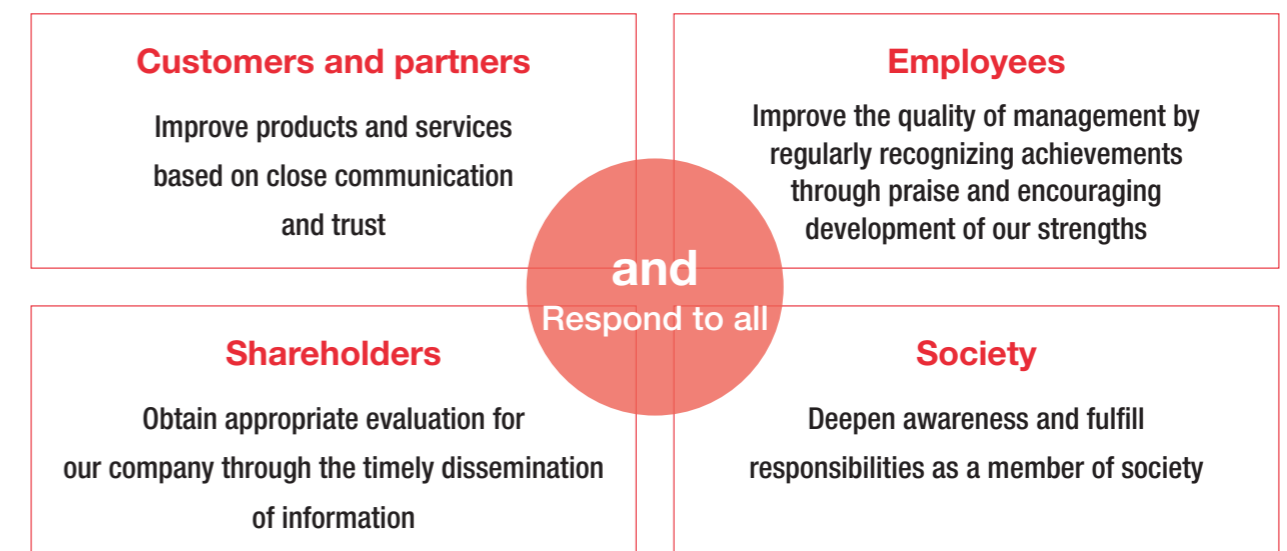 Customers and partners
Improve products and services
based on close communication
and trust
Employees
Improve the quality of management by
regularly recognizing achievements
through praise and encouraging
development of our strengths
and
Respond to all
Shareholders
Obtain appropriate evaluation for
our company through the timely dissemination
of information
Society
Deepen awareness and fulfill
responsibilities as a member of society